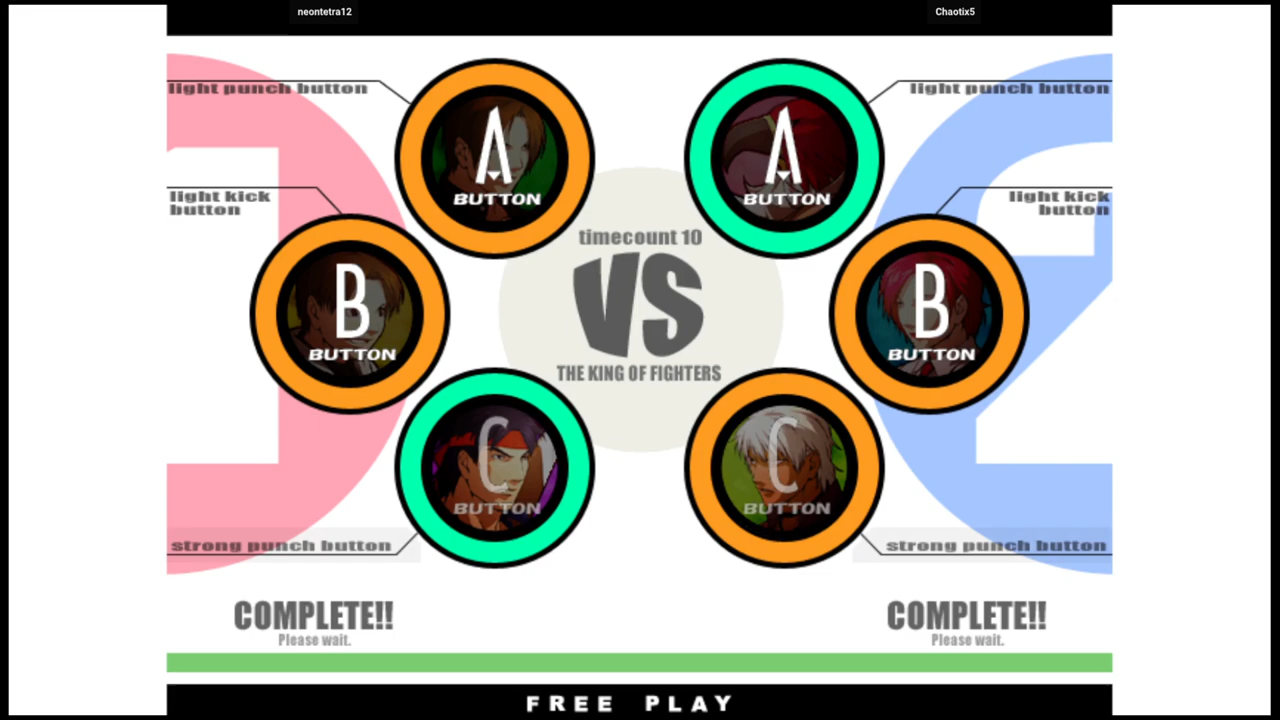 neontetra12
Chaotix5
light punch button
A
BUTTON
A
BUTTON
light punch button
light kick
button
B
BUTTON
timecount 10
VS
THE KING OF FIGHTERS
light kick
button
B
BUTTON
C
BUTTON
C
BUTTON
strong punch button
strong punch button
COMPLETE!!
Please wait.
COMPLETE!!
Please wait.
FREE PLAY
1
2